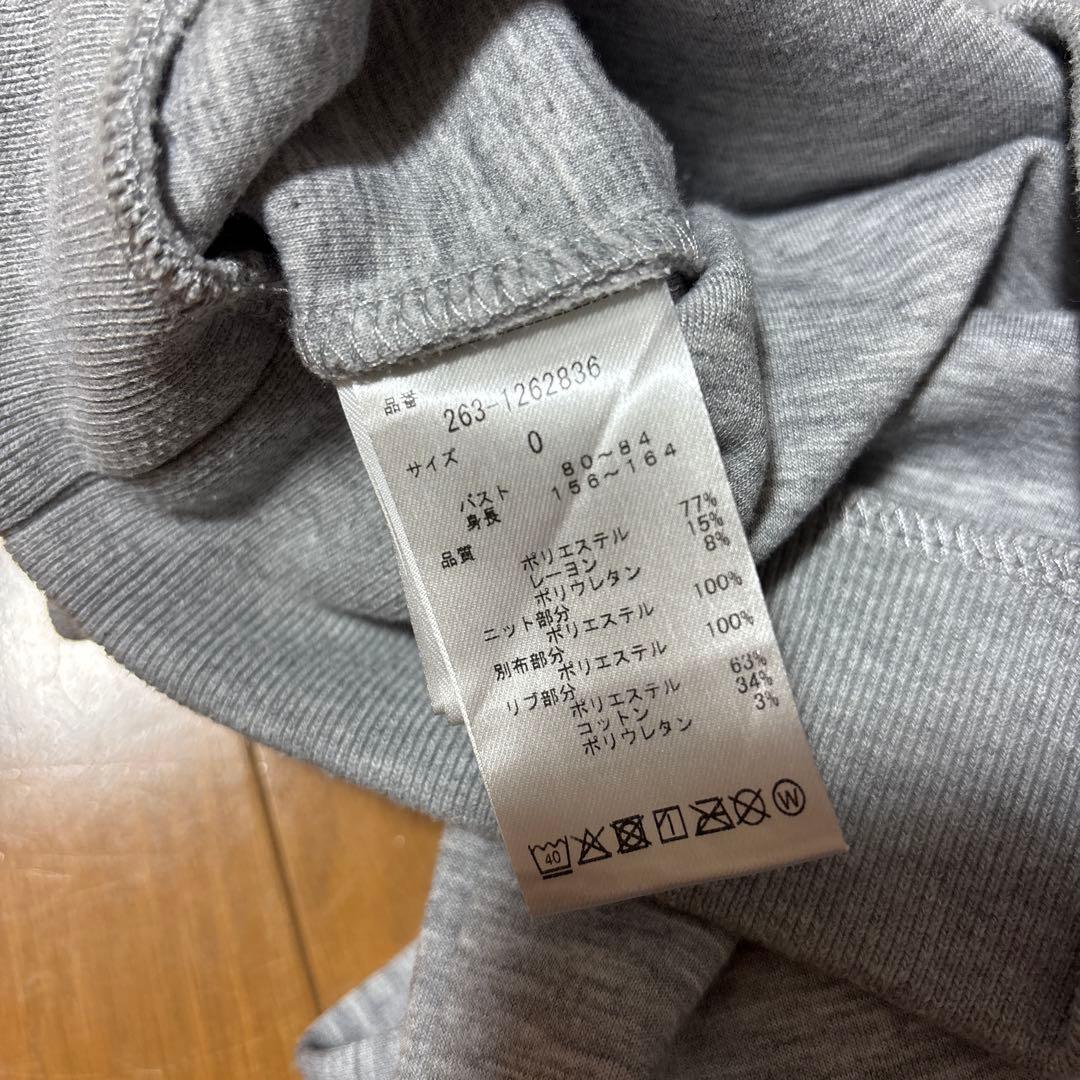 品番 263-1262836
サイズ 0
バスト 80~84
身長 156~164
品質 ポリエステル 77%
レーヨン 15%
ポリウレタン 8%
ニット部分
ポリエステル 100%
別布部分
ポリエステル 100%
リブ部分
ポリエステル 63%
コットン 34%
ポリウレタン 3%
40 W